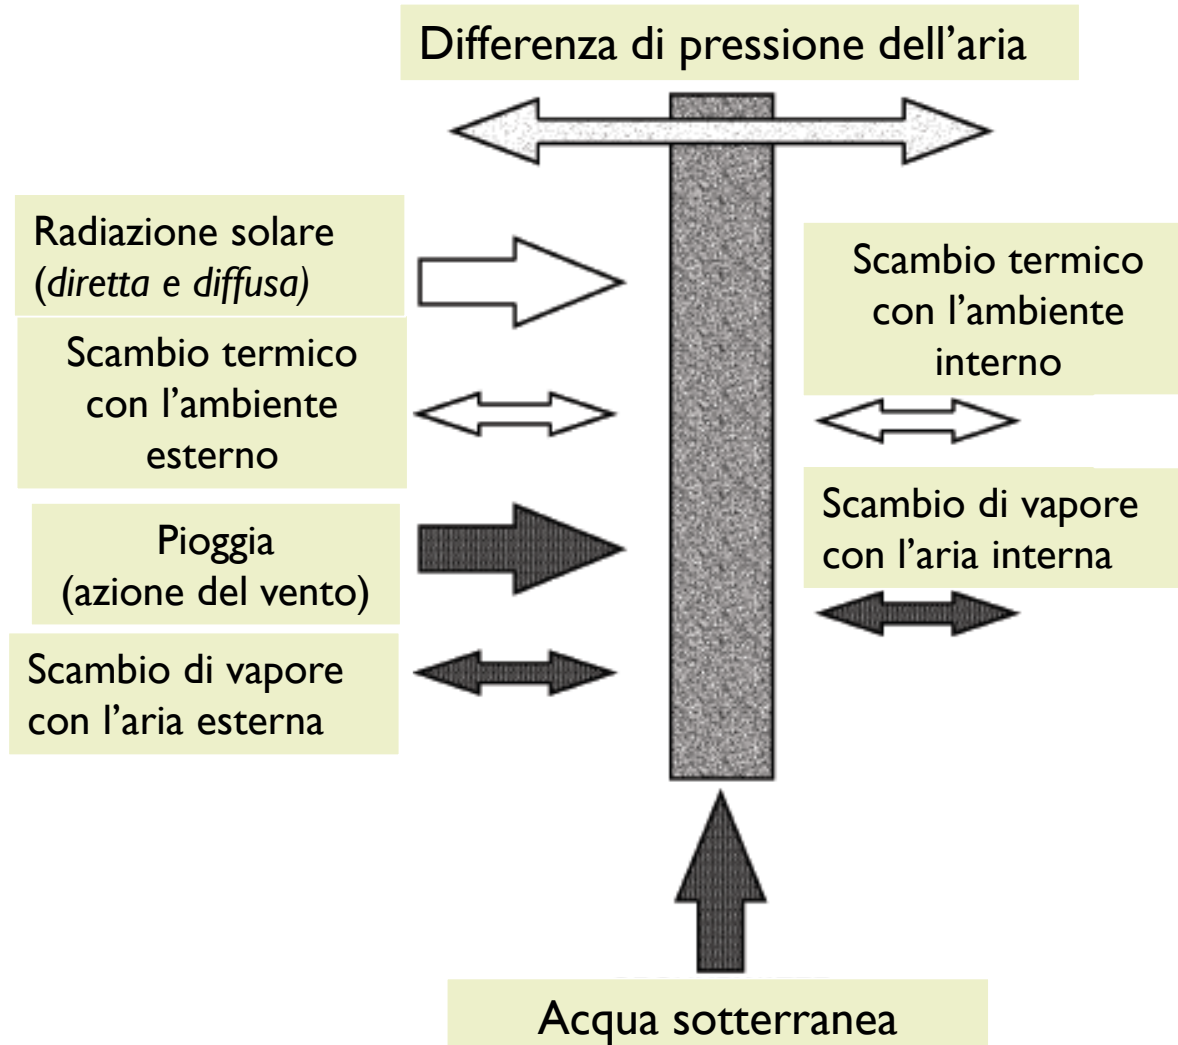 Differenza di pressione dell’aria
Radiazione solare
(diretta e diffusa)
Scambio termico
con l’ambiente
esterno
Pioggia
(azione del vento)
Scambio di vapore
con l’aria esterna
Scambio termico
con l’ambiente
interno
Scambio di vapore
con l’aria interna
Acqua sotterranea